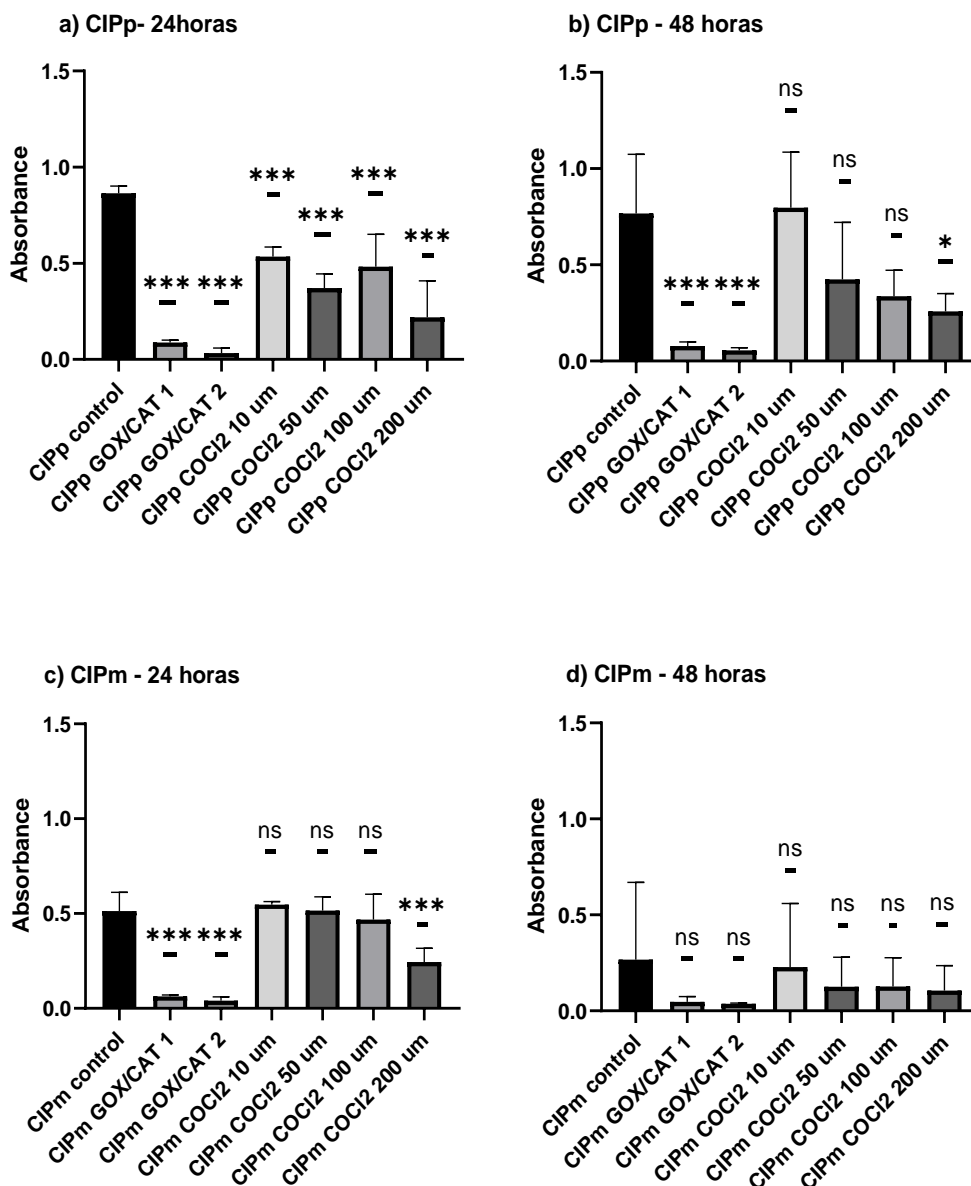 a) CIPp- 24horas
Absorbance
1.5
1.0
0.5
0.0
***
***
***
***
***
***
CIPp control
CIPp GOX/CAT 1
CIPp GOX/CAT 2
CIPp COCl2 10 um
CIPp COCl2 50 um
CIPp COCl2 100 um
CIPp COCl2 200 um
b) CIPp - 48 horas
Absorbance
1.5
1.0
0.5
0.0
***
***
ns
ns
ns
*
CIPp control
CIPp GOX/CAT 1
CIPp GOX/CAT 2
CIPp COCl2 10 um
CIPp COCl2 50 um
CIPp COCl2 100 um
CIPp COCl2 200 um
c) CIPm - 24 horas
Absorbance
1.5
1.0
0.5
0.0
***
***
ns
ns
ns
***
CIPm control
CIPm GOX/CAT 1
CIPm GOX/CAT 2
CIPm COCl2 10 um
CIPm COCl2 50 um
CIPm COCl2 100 um
CIPm COCl2 200 um
d) CIPm - 48 horas
Absorbance
1.5
1.0
0.5
0.0
ns
ns
ns
ns
ns
ns
CIPm control
CIPm GOX/CAT 1
CIPm GOX/CAT 2
CIPm COCl2 10 um
CIPm COCl2 50 um
CIPm COCl2 100 um
CIPm COCl2 200 um